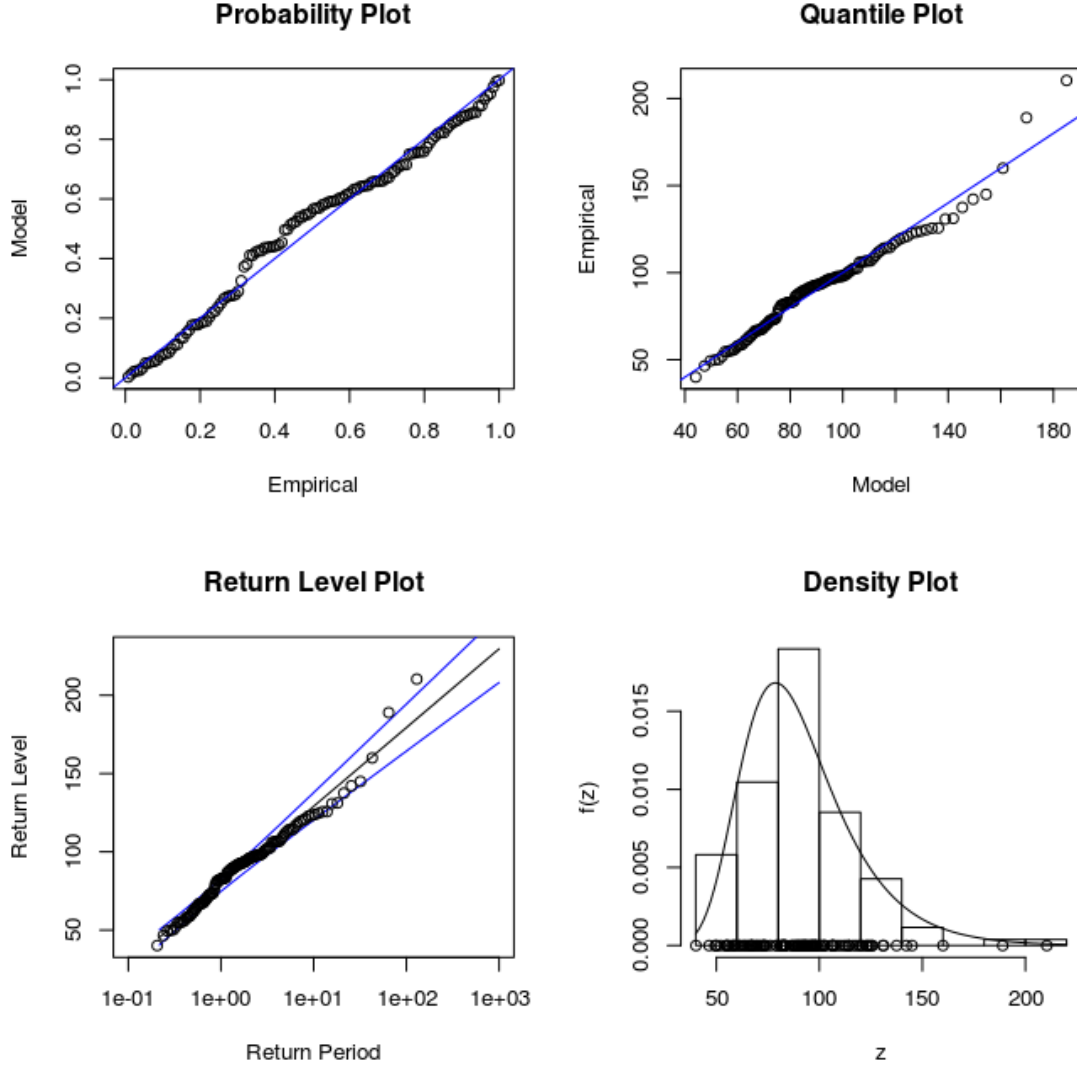 Probability Plot
Model
0.0 0.2 0.4 0.6 0.8 1.0
0.0 0.2 0.4 0.6 0.8 1.0
Empirical
Quantile Plot
Empirical
50 100 150 200
40 60 80 100 140 180
Model
Return Level Plot
Return Level
50 100 150 200
1e-01 1e+00 1e+01 1e+02 1e+03
Return Period
Density Plot
f(z)
0.000 0.005 0.010 0.015
50 100 150 200
z